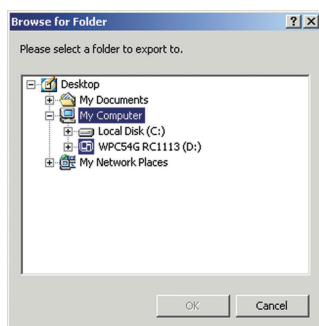 Browse for Folder
Please select a folder to export to.
Desktop
My Documents
My Computer
Local Disk (C:)
WPC54G RC1113 (D:)
My Network Places
OK Cancel